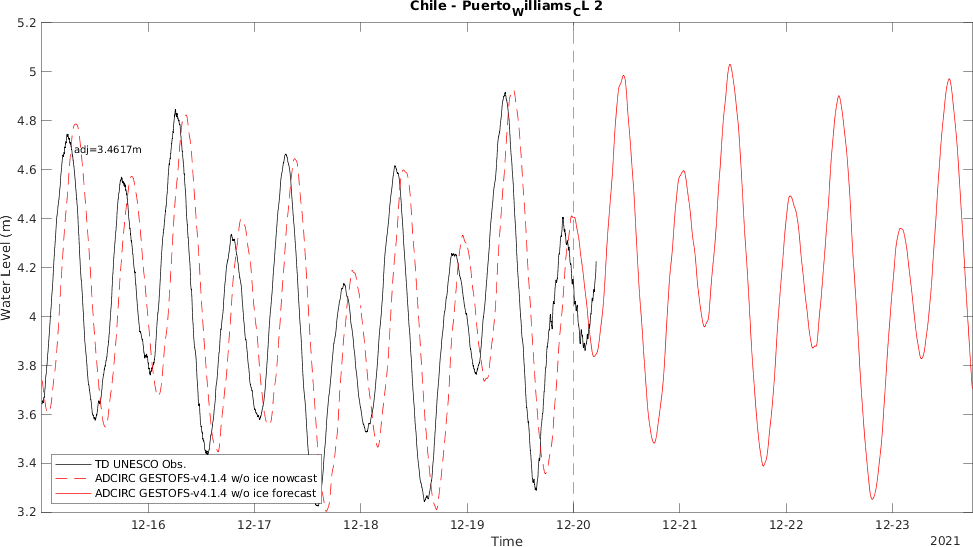 Chile - Puerto_Williams_CL 2
5.2
5
4.8
4.6
4.4
4.2
4
3.8
3.6
3.4
3.2
Water Level (m)
adj=3.4617m
TD UNESCO Obs.
ADCIRC GESTOFS-v4.1.4 w/o ice nowcast
ADCIRC GESTOFS-v4.1.4 w/o ice forecast
12-16 12-17 12-18 12-19 12-20 12-21 12-22 12-23
Time
2021